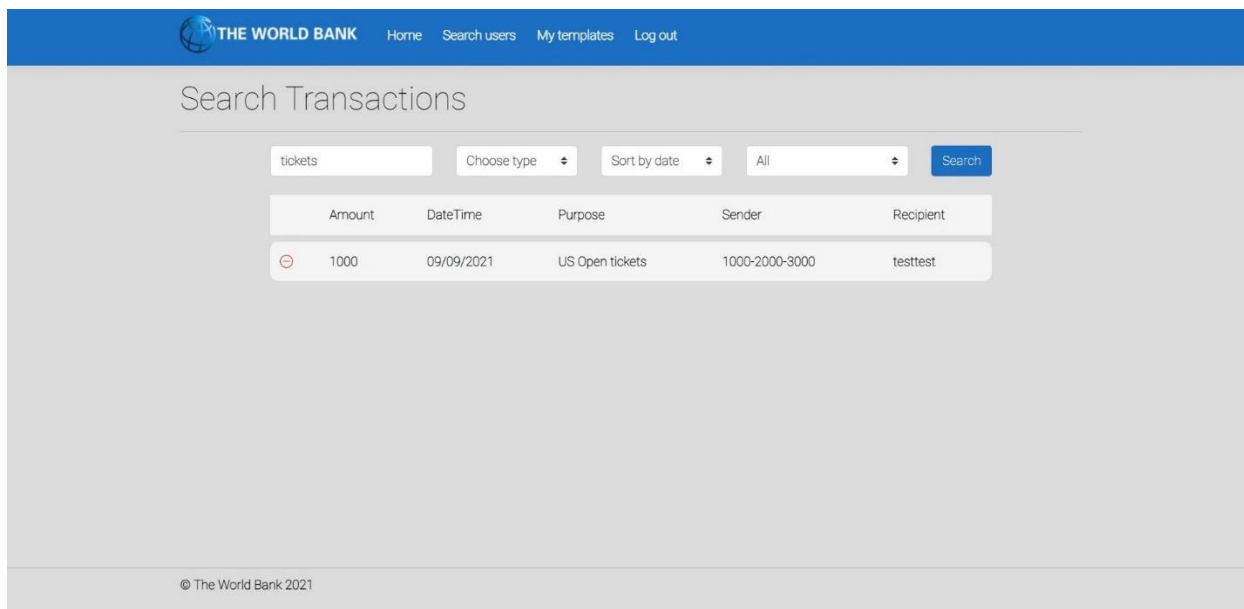 THE WORLD BANK Home Search users My templates Log out
Search Transactions
tickets Choose type Sort by date All Search
Amount DateTime Purpose Sender Recipient
1000 09/09/2021 US Open tickets 1000-2000-3000 testtest
© The World Bank 2021